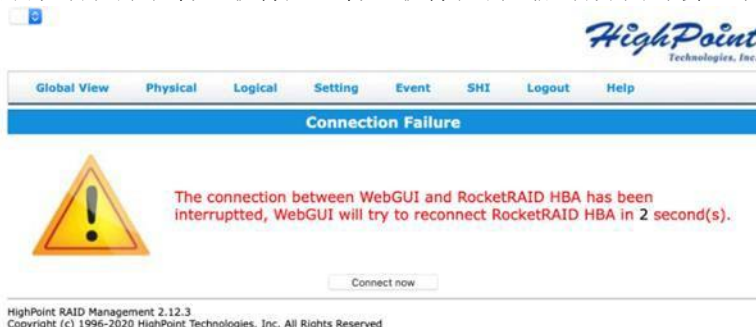 HighPoint
Technologies, Inc.
Global View Physical Logical Setting Event SHI Logout Help
Connection Failure
The connection between WebGUI and RocketRAID HBA has been
interruptted, WebGUI will try to reconnect RocketRAID HBA in 2 second(s).
Connect now
HighPoint RAID Management 2.12.3
Copyright (c) 1996-2020 HighPoint Technologies, Inc. All Rights Reserved